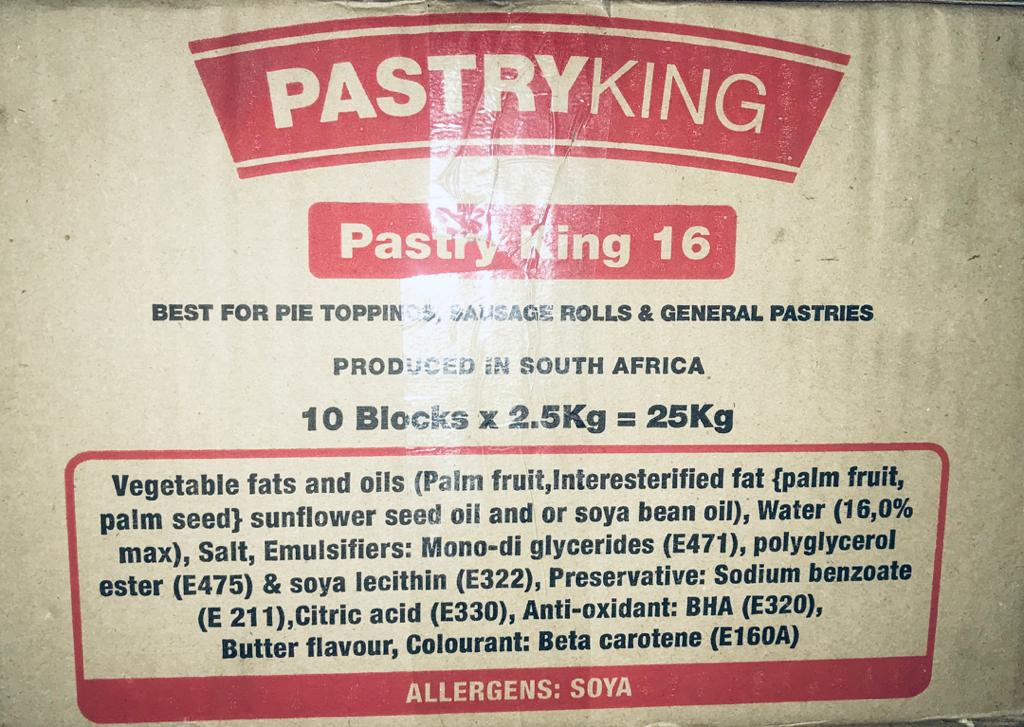 PASTRYKING
Pastry King 16
BEST FOR PIE TOPPINGS, SAUSAGE ROLLS & GENERAL PASTRIES
PRODUCED IN SOUTH AFRICA
10 Blocks x 2.5Kg = 25Kg
Vegetable fats and oils (Palm fruit,Interesterified fat {palm fruit,
palm seed} sunflower seed oil and or soya bean oil), Water (16,0%
max), Salt, Emulsifiers: Mono-di glycerides (E471), polyglycerol
ester (E475) & soya lecithin (E322), Preservative: Sodium benzoate
(E 211),Citric acid (E330), Anti-oxidant: BHA (E320),
Butter flavour, Colourant: Beta carotene (E160A)
ALLERGENS: SOYA